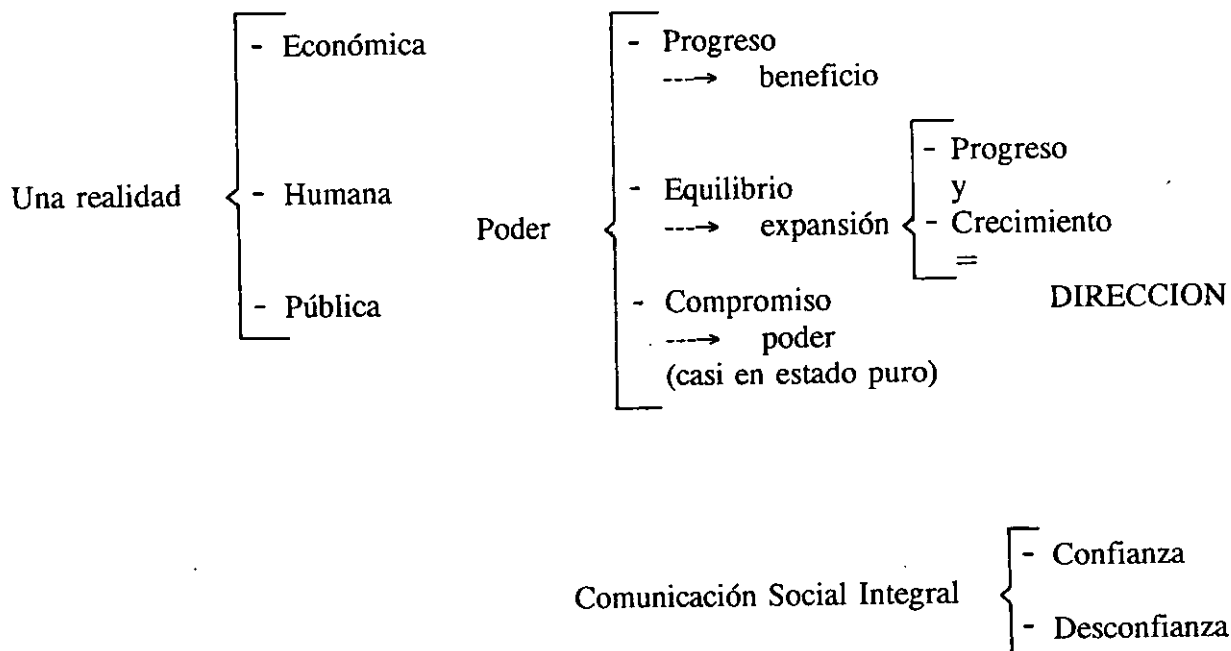 - Económica
- Progreso
---→ beneficio
- Progreso
Una realidad
- Humana
- Equilibrio
y
Poder
---→ expansión
- Crecimiento
=
- Pública
- Compromiso
DIRECCION
---→ poder
(casi en estado puro)
- Confianza
Comunicación Social Integral
- Desconfianza